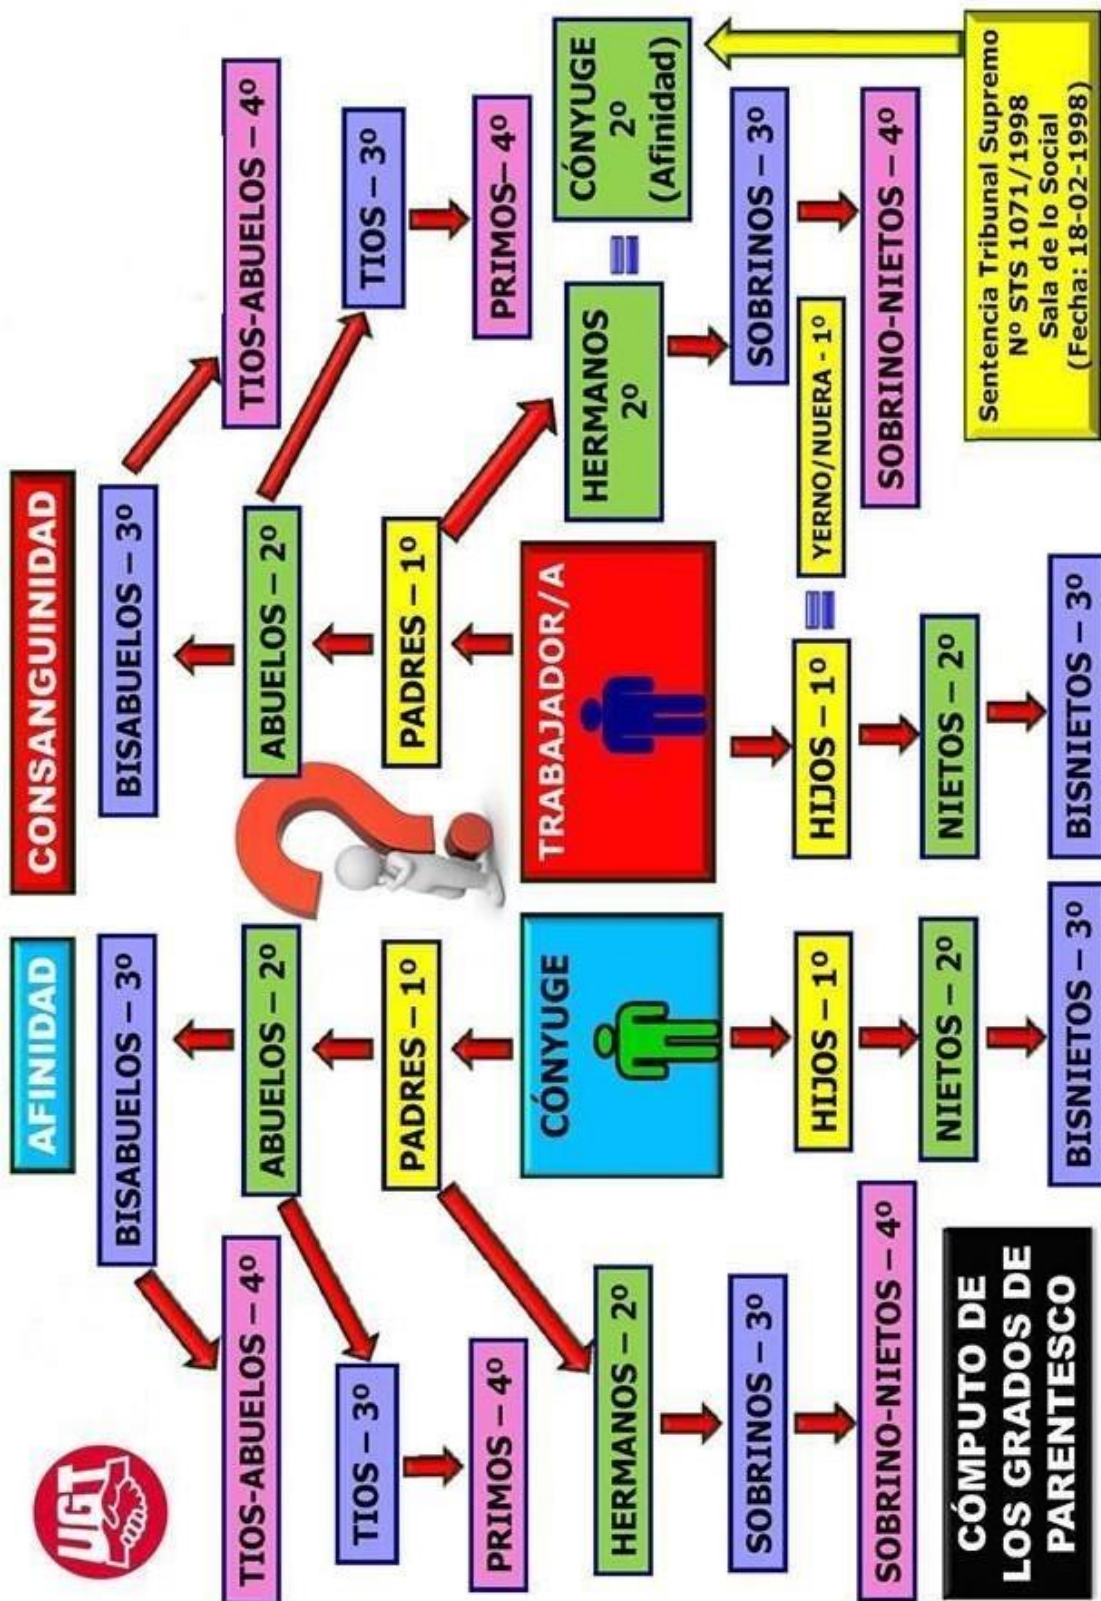 UGT
AFINIDAD
CONSANGUINIDAD
BISABUELOS – 3º
BISABUELOS – 3º
TIOS-ABUELOS – 4º
ABUELOS – 2º
ABUELOS – 2º
TIOS-ABUELOS – 4º
TIOS – 3º
PADRES – 1º
PADRES – 1º
TIOS – 3º
PRIMOS – 4º
PRIMOS– 4º
CÓNYUGE
TRABAJADOR/A
HERMANOS – 2º
HERMANOS
2º
=
CÓNYUGE
2º
(Afinidad)
SOBRINOS – 3º
HIJOS – 1º
HIJOS – 1º
=
YERNO/NUERA - 1º
SOBRINOS – 3º
SOBRINO-NIETOS – 4º
NIETOS – 2º
NIETOS – 2º
SOBRINO-NIETOS – 4º
CÓMPUTO DE
LOS GRADOS DE
PARENTESCO
BISNIETOS – 3º
BISNIETOS – 3º
Sentencia Tribunal Supremo
Nº STS 1071/1998
Sala de lo Social
(Fecha: 18-02-1998)